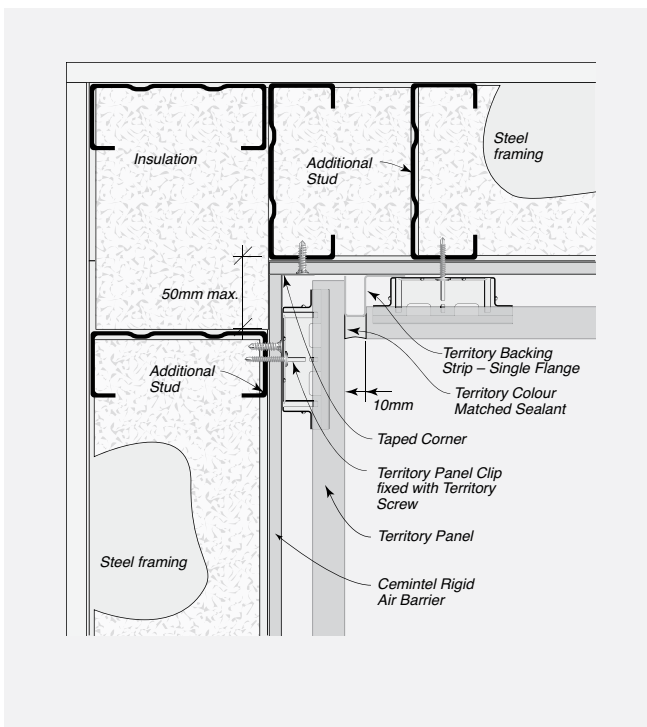 Insulation
Additional
Stud
Steel
framing
50mm max.
Additional
Stud
Territory Backing
Strip – Single Flange
10mm
Territory Colour
Matched Sealant
Taped Corner
Territory Panel Clip
fixed with Territory
Screw
Territory Panel
Steel framing
Cemintel Rigid
Air Barrier